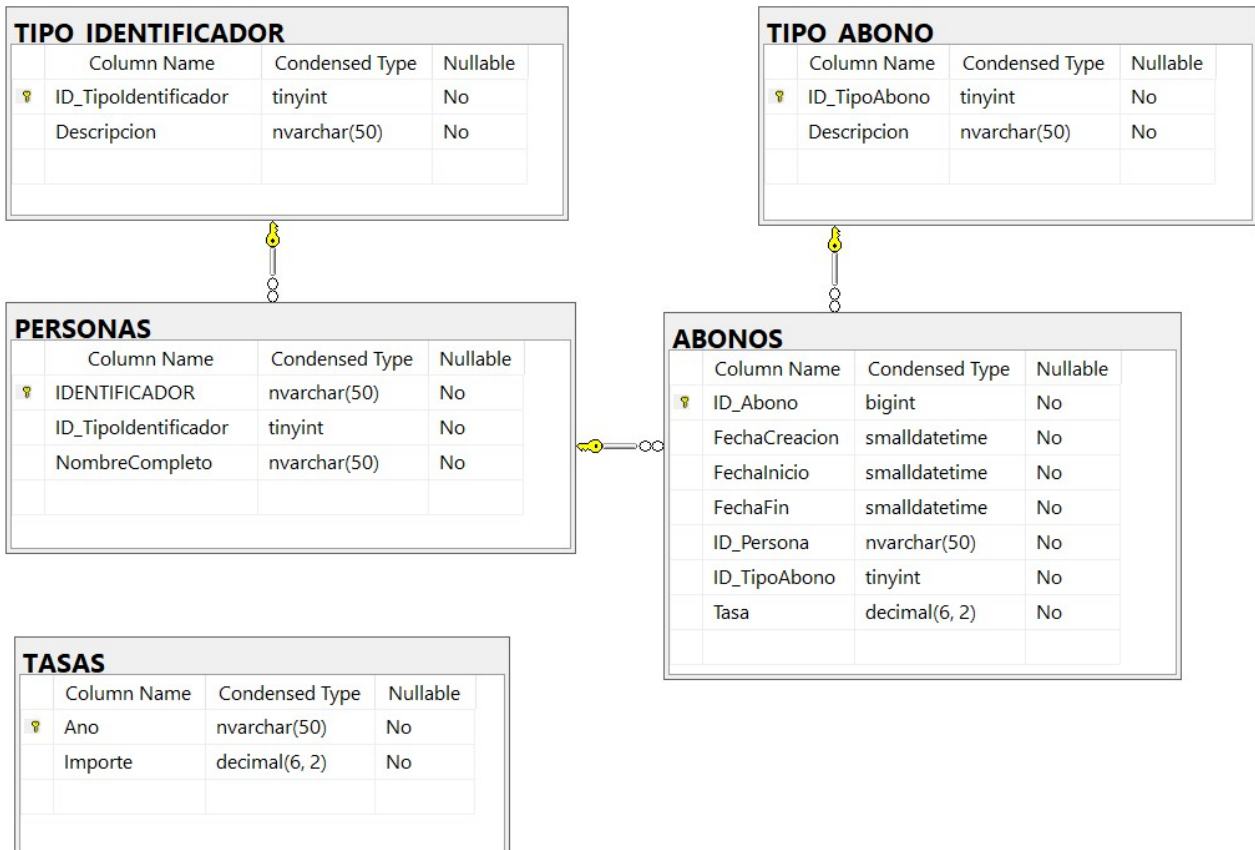 TIPO_IDENTIFICADOR
Column Name Condensed Type Nullable
ID_TipoIdentificador tinyint No
Descripcion nvarchar(50) No
TIPO_ABONO
Column Name Condensed Type Nullable
ID_TipoAbono tinyint No
Descripcion nvarchar(50) No
PERSONAS
Column Name Condensed Type Nullable
IDENTIFICADOR nvarchar(50) No
ID_TipoIdentificador tinyint No
NombreCompleto nvarchar(50) No
ABONOS
Column Name Condensed Type Nullable
ID_Abono bigint No
FechaCreacion smalldatetime No
FechaInicio smalldatetime No
FechaFin smalldatetime No
ID_Persona nvarchar(50) No
ID_TipoAbono tinyint No
Tasa decimal(6, 2) No
TASAS
Column Name Condensed Type Nullable
Ano nvarchar(50) No
Importe decimal(6, 2) No